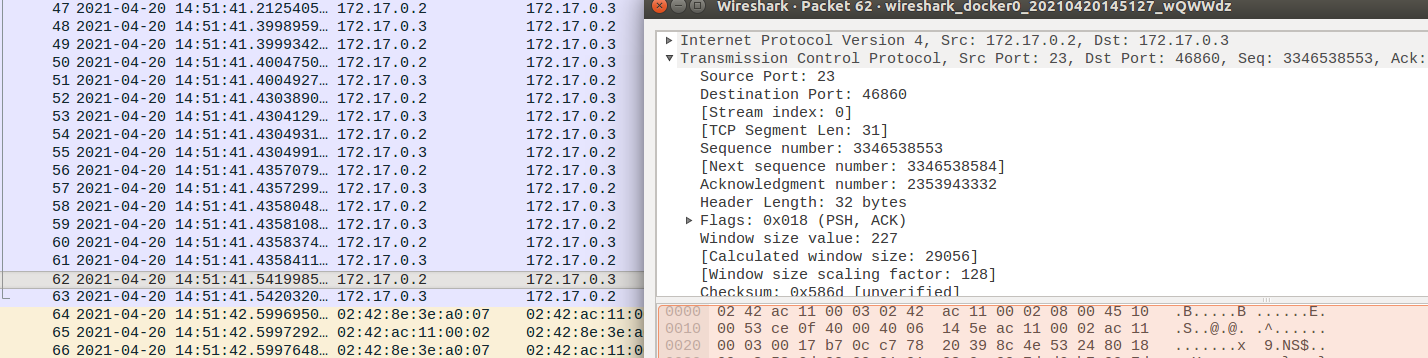 Wireshark · Packet 62 · wireshark_docker0_20210420145127_wQWWdz
47 2021-04-20 14:51:41.2125405… 172.17.0.2 172.17.0.3
48 2021-04-20 14:51:41.3998959… 172.17.0.3 172.17.0.2
49 2021-04-20 14:51:41.3999342… 172.17.0.2 172.17.0.3
50 2021-04-20 14:51:41.4004750… 172.17.0.2 172.17.0.3
51 2021-04-20 14:51:41.4004927… 172.17.0.3 172.17.0.2
52 2021-04-20 14:51:41.4303890… 172.17.0.2 172.17.0.3
53 2021-04-20 14:51:41.4304129… 172.17.0.3 172.17.0.2
54 2021-04-20 14:51:41.4304931… 172.17.0.2 172.17.0.3
55 2021-04-20 14:51:41.4304991… 172.17.0.3 172.17.0.2
56 2021-04-20 14:51:41.4357079… 172.17.0.2 172.17.0.3
57 2021-04-20 14:51:41.4357299… 172.17.0.3 172.17.0.2
58 2021-04-20 14:51:41.4358048… 172.17.0.2 172.17.0.3
59 2021-04-20 14:51:41.4358108… 172.17.0.3 172.17.0.2
60 2021-04-20 14:51:41.4358374… 172.17.0.2 172.17.0.3
61 2021-04-20 14:51:41.4358411… 172.17.0.3 172.17.0.2
62 2021-04-20 14:51:41.5419985… 172.17.0.2 172.17.0.3
63 2021-04-20 14:51:41.5420320… 172.17.0.3 172.17.0.2
64 2021-04-20 14:51:42.5996950… 02:42:8e:3e:a0:07 02:42:ac:11:0
65 2021-04-20 14:51:42.5997292… 02:42:ac:11:00:02 02:42:8e:3e:a
66 2021-04-20 14:51:42.5997648… 02:42:8e:3e:a0:07 02:42:ac:11:0
Internet Protocol Version 4, Src: 172.17.0.2, Dst: 172.17.0.3
Transmission Control Protocol, Src Port: 23, Dst Port: 46860, Seq: 3346538553, Ack:
Source Port: 23
Destination Port: 46860
[Stream index: 0]
[TCP Segment Len: 31]
Sequence number: 3346538553
[Next sequence number: 3346538584]
Acknowledgment number: 2353943332
Header Length: 32 bytes
Flags: 0x018 (PSH, ACK)
Window size value: 227
[Calculated window size: 29056]
[Window size scaling factor: 128]
Checksum: 0x586d [unverified]
0000 02 42 ac 11 00 03 02 42 ac 11 00 02 08 00 45 10 .B.....B ......E.
0010 00 53 ce 0f 40 00 40 06 14 5e ac 11 00 02 ac 11 .S..@.@. .^......
0020 00 03 00 17 b7 0c c7 78 20 39 8c 4e 53 24 80 18 .......x 9.NS$..